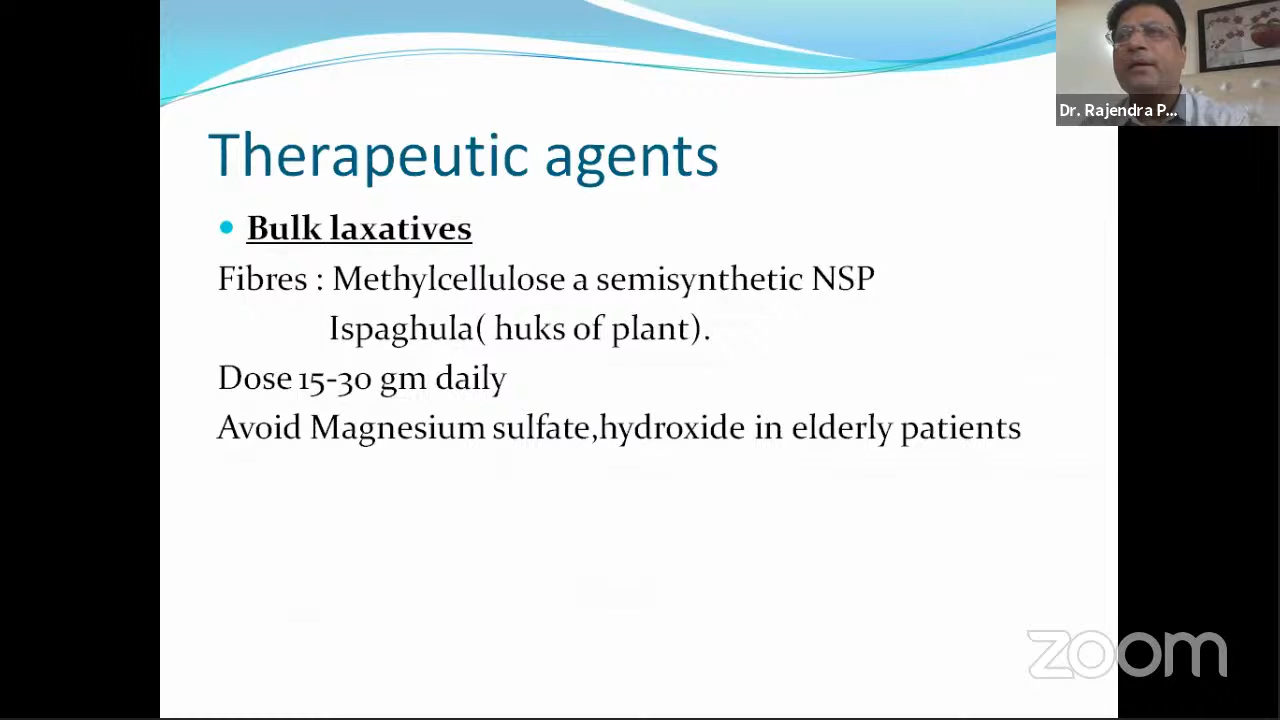 Dr. Rajendra P...
Therapeutic agents
Bulk laxatives
Fibres : Methylcellulose a semisynthetic NSP
Ispaghula( huks of plant).
Dose 15-30 gm daily
Avoid Magnesium sulfate,hydroxide in elderly patients
zoom